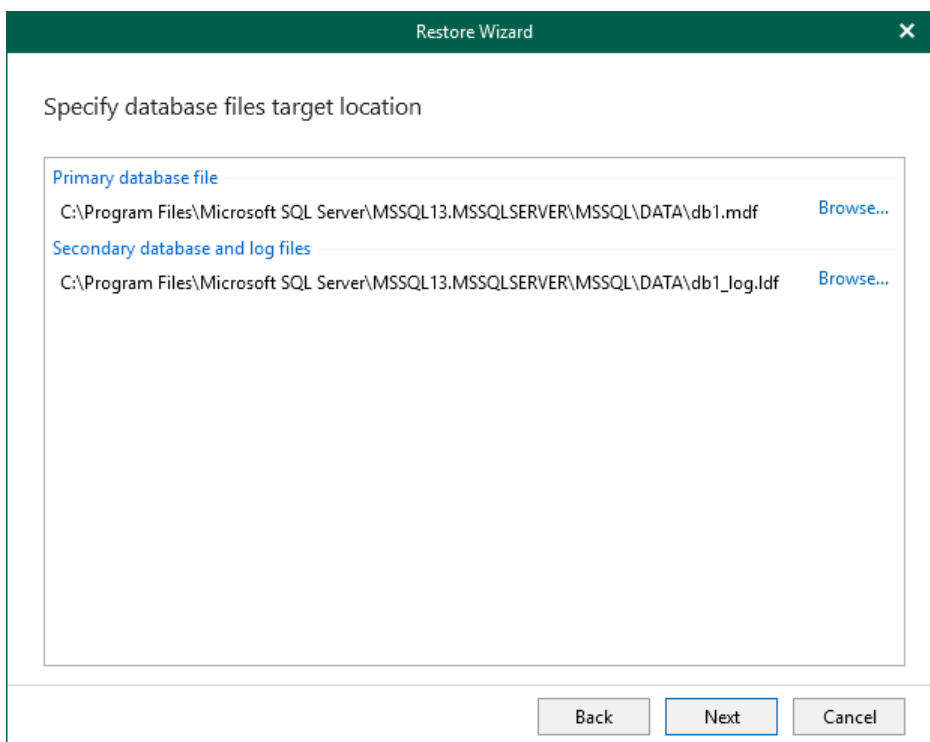 Restore Wizard
Specify database files target location
Primary database file
C:\Program Files\Microsoft SQL Server\MSSQL13.MSSQLSERVER\MSSQL\DATA\db1.mdf Browse...
Secondary database and log files
C:\Program Files\Microsoft SQL Server\MSSQL13.MSSQLSERVER\MSSQL\DATA\db1_log.ldf Browse...
Back Next Cancel